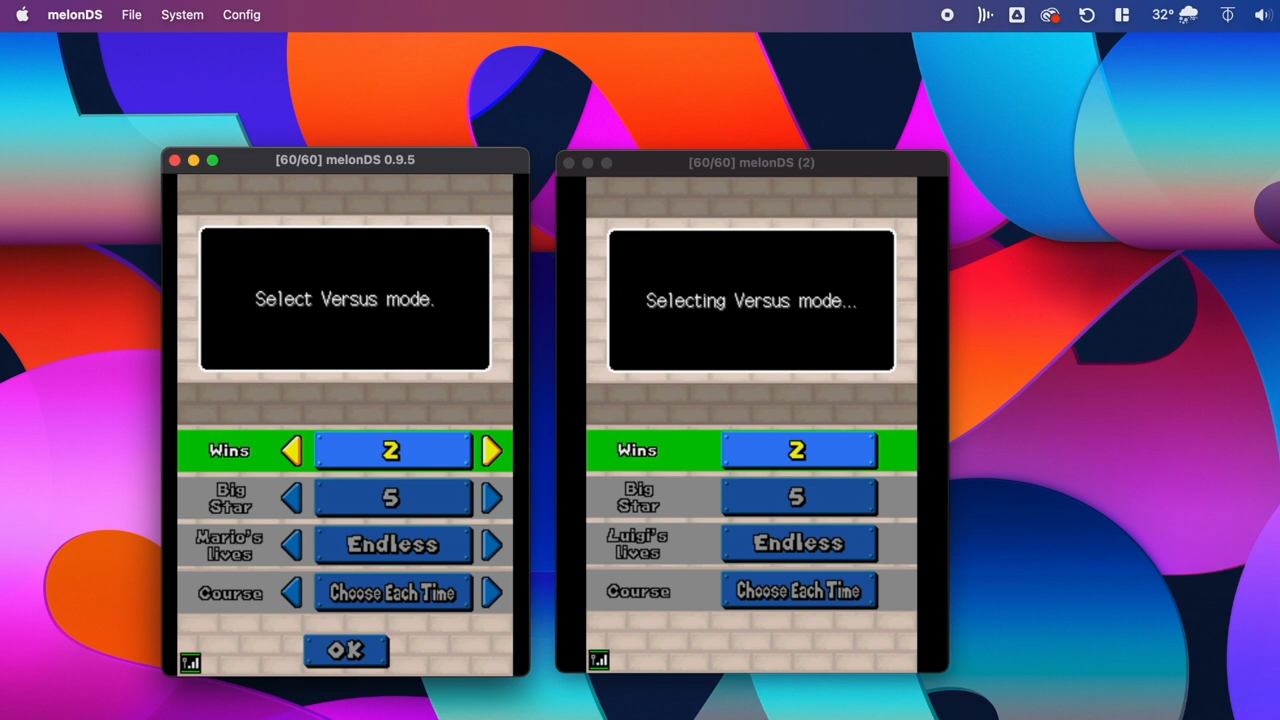 melonDS File System Config
32°
[60/60] melonDS 0.9.5
Select Versus mode.
Wins 2
Big
Star 5
Mario's
lives Endless
Course Choose Each Time
OK
[60/60] melonDS (2)
Selecting Versus mode...
Wins 2
Big
Star 5
Luigi's
lives Endless
Course Choose Each Time